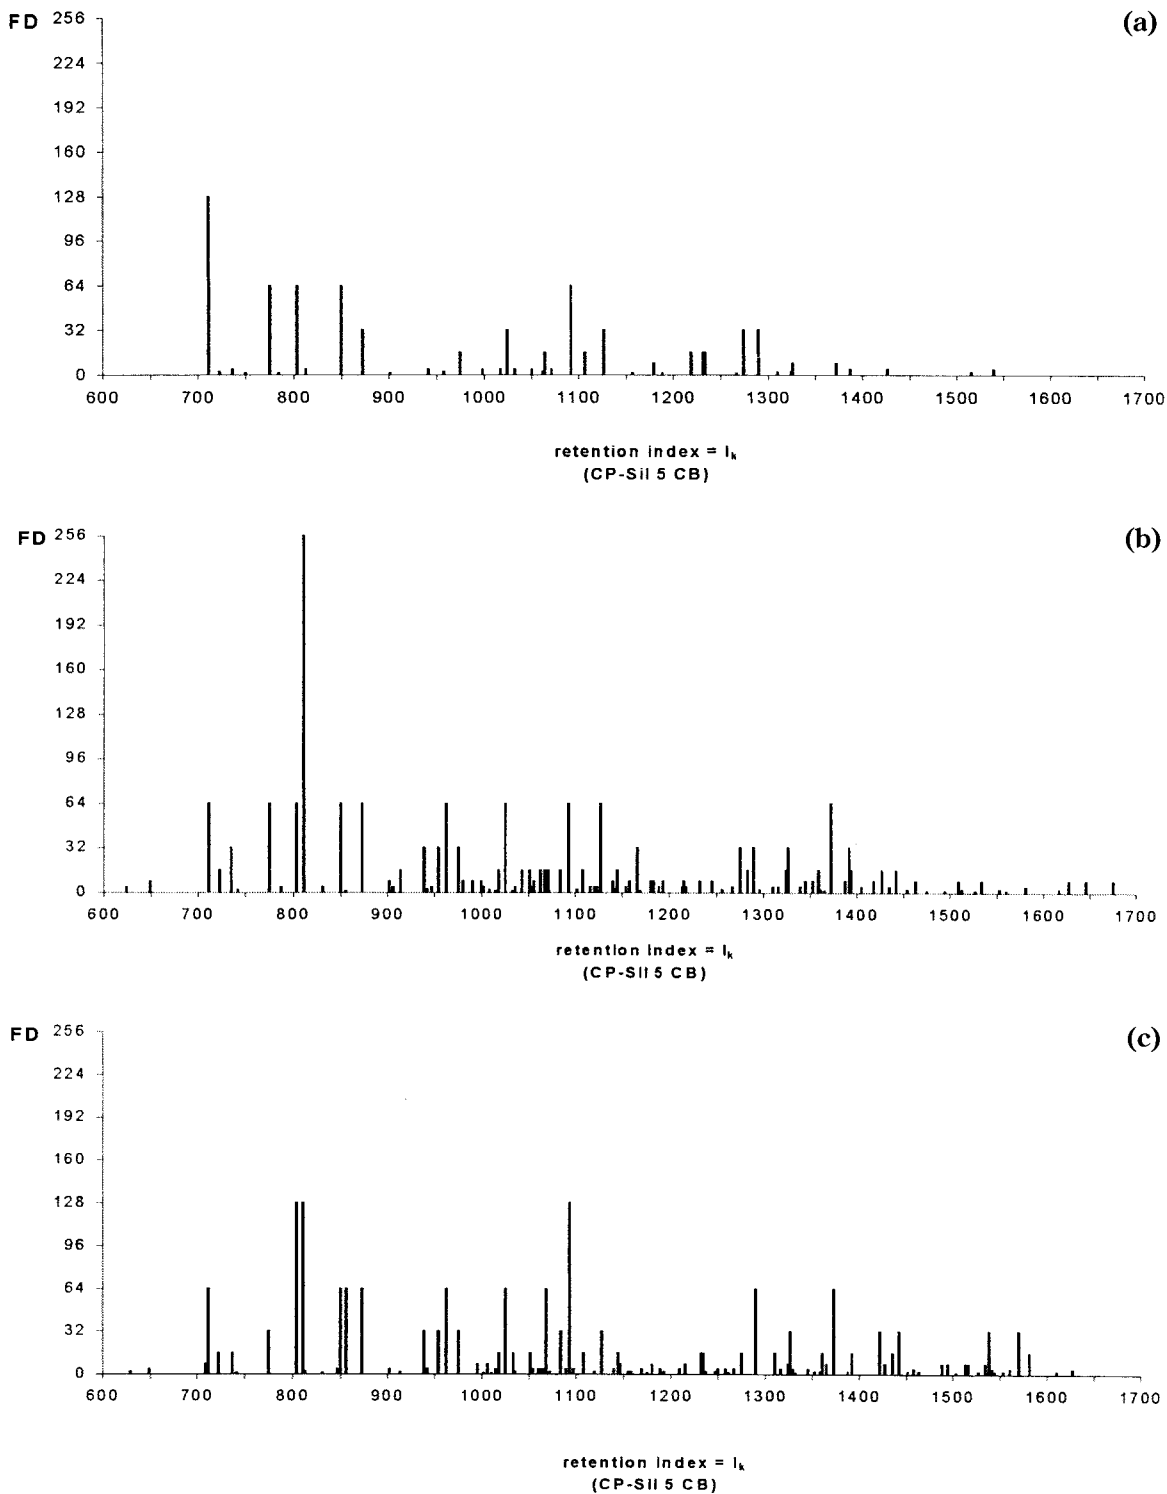 FD 256 (a)
224
192
160
128
96
64
32
0
600 700 800 900 1000 1100 1200 1300 1400 1500 1600 1700
retention index = Ik
(CP-Sil 5 CB)
FD 256 (b)
224
192
160
128
96
64
32
0
600 700 800 900 1000 1100 1200 1300 1400 1500 1600 1700
retention index = Ik
(CP-Sil 5 CB)
FD 256 (c)
224
192
160
128
96
64
32
0
600 700 800 900 1000 1100 1200 1300 1400 1500 1600 1700
retention index = Ik
(CP-Sil 5 CB)